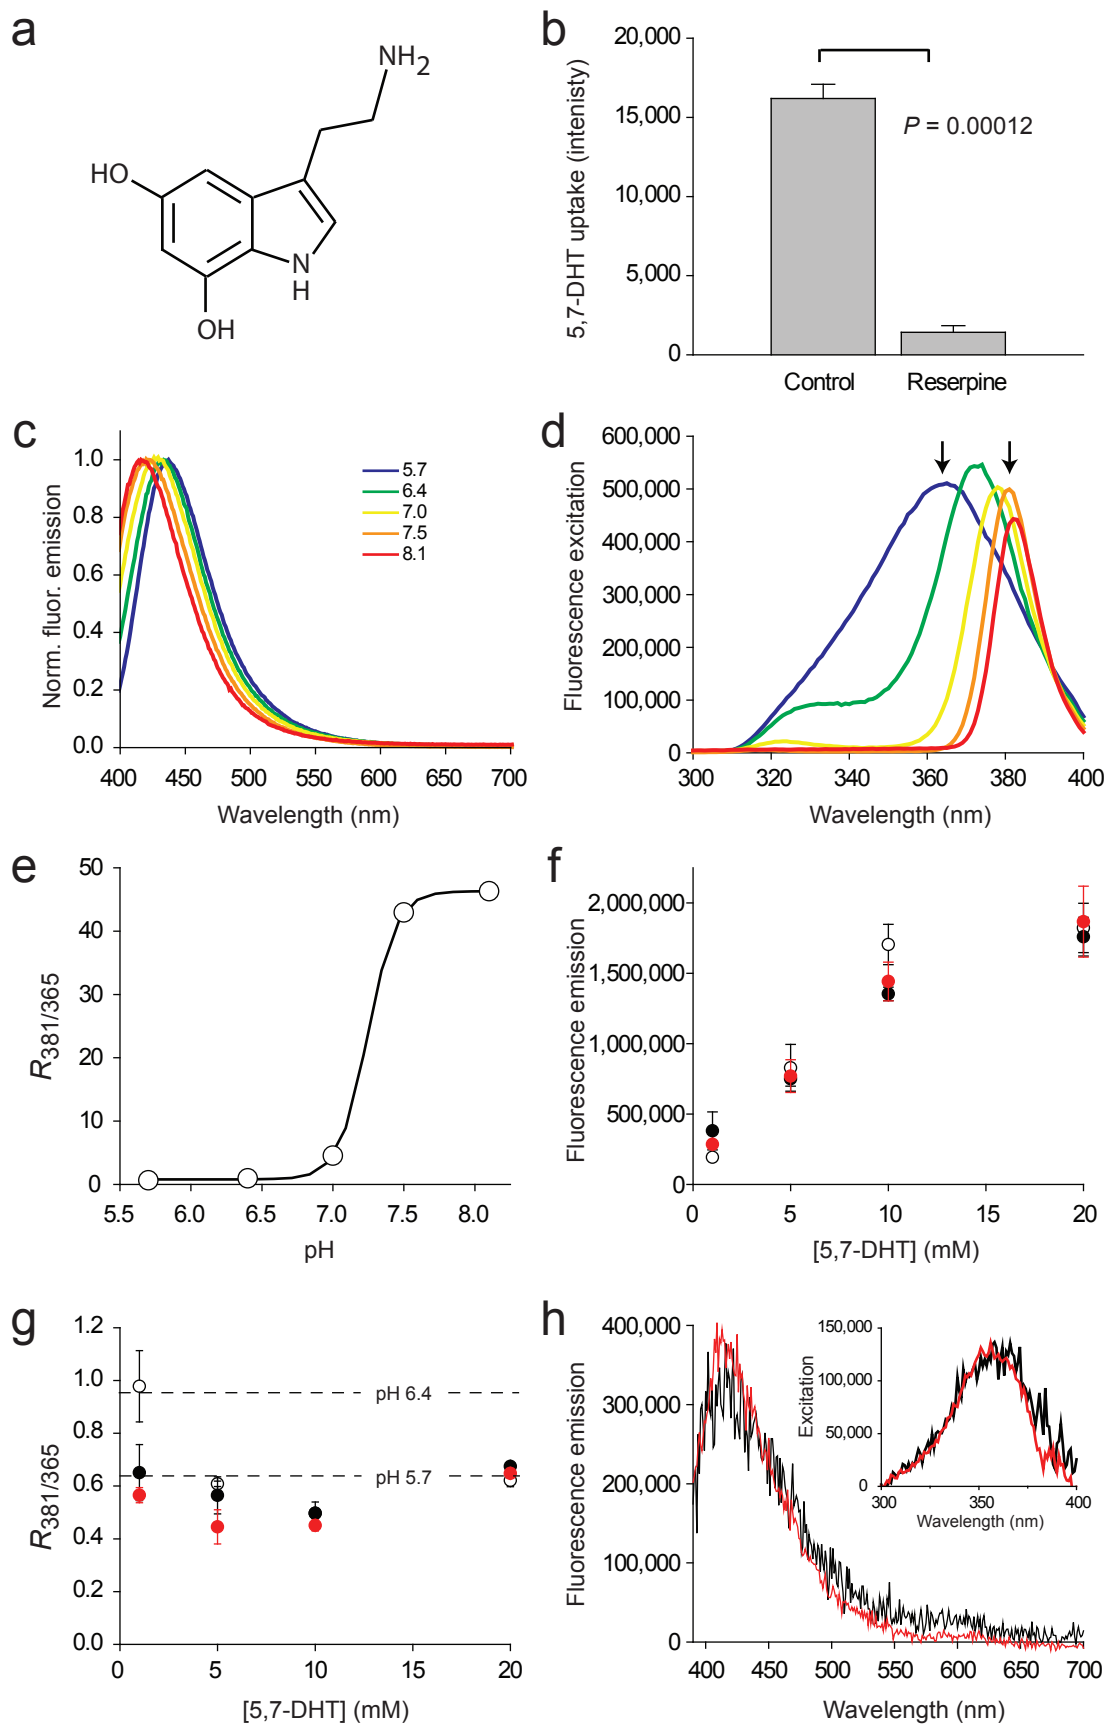 a
NH2
HO
N
H
OH
b
20,000
15,000
10,000
5,000
0
5,7-DHT uptake (intenisty)
P = 0.00012
Control
Reserpine
c
1.0
0.8
0.6
0.4
0.2
0.0
Norm. fluor. emission
5.7
6.4
7.0
7.5
8.1
400 450 500 550 600 650 700
Wavelength (nm)
d
600,000
500,000
400,000
300,000
200,000
100,000
0
Fluorescence excitation
300 320 340 360 380 400
Wavelength (nm)
e
50
40
30
20
10
0
R381/365
5.5 6.0 6.5 7.0 7.5 8.0
pH
f
2,000,000
1,500,000
1,000,000
500,000
0
Fluorescence emission
0 5 10 15 20
[5,7-DHT] (mM)
g
1.2
1.0
0.8
0.6
0.4
0.2
0.0
R381/365
pH 6.4
pH 5.7
0 5 10 15 20
[5,7-DHT] (mM)
h
400,000
300,000
200,000
100,000
0
Fluorescence emission
400 450 500 550 600 650 700
Wavelength (nm)
150,000
100,000
50,000
0
Excitation
300 350 400
Wavelength (nm)